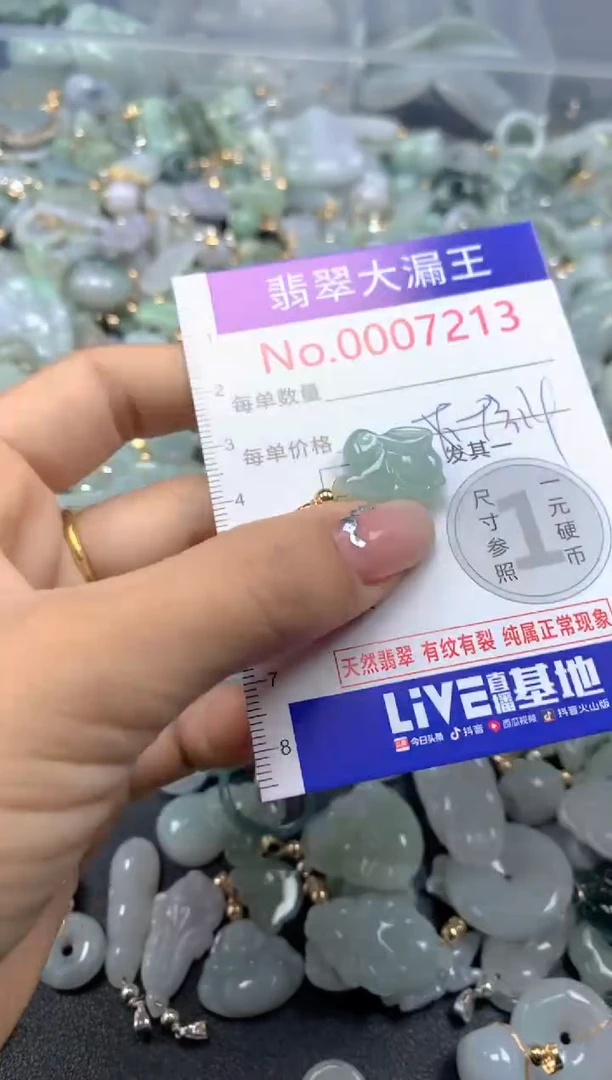 翡翠大漏王
No.0007213
每单数量
每单价格
发其一
1
2
3
4
7
8
尺寸参照
1
一元硬币
天然翡翠 有纹有裂 纯属正常现象
LiVE直播基地
今日头条 抖音 西瓜视频 抖音火山版